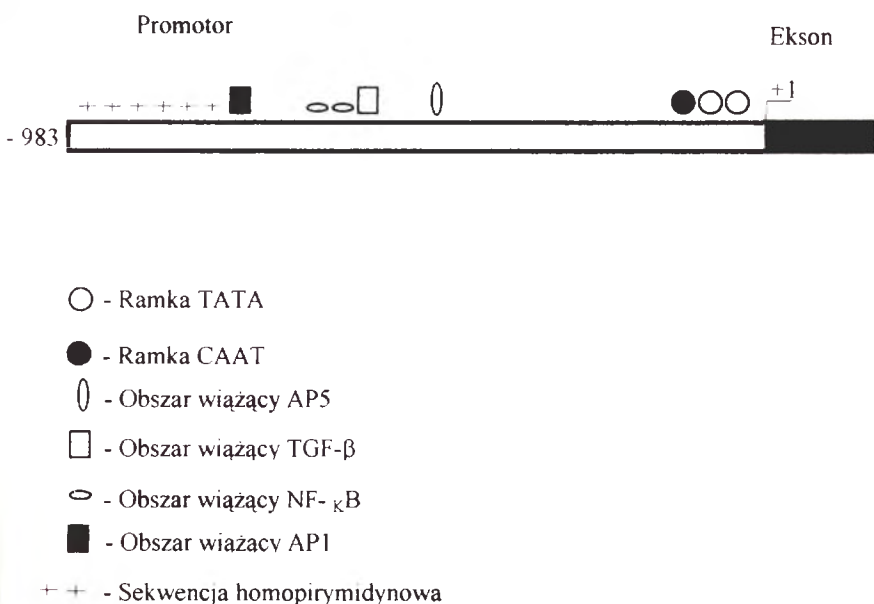 Promotor
Ekson
+1
- 983
- Ramka TATA
- Ramka CAAT
- Obszar wiążący AP5
- Obszar wiążący TGF-β
- Obszar wiążący NF- κB
- Obszar wiążący AP1
- Sekwencja homopirymidynowa